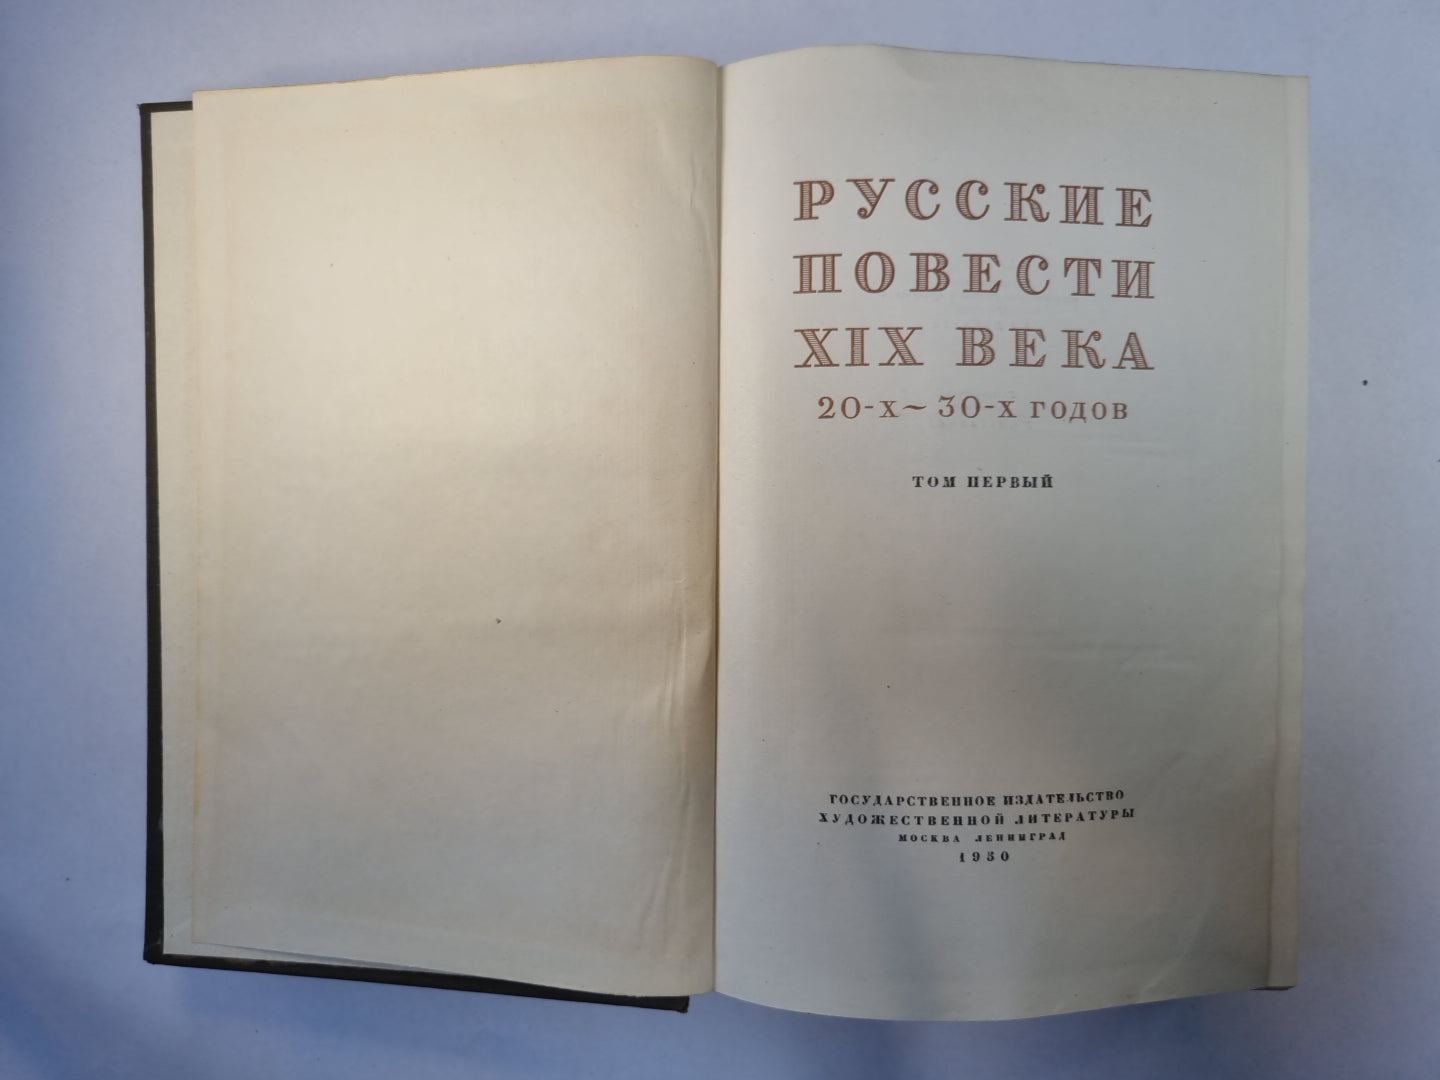 РУССКИЕ
ПОВЕСТИ
XIX ВЕКА
20-х~30-х годов
ТОМ ПЕРВЫЙ
ГОСУДАРСТВЕННОЕ ИЗДАТЕЛЬСТВО
ХУДОЖЕСТВЕННОЙ ЛИТЕРАТУРЫ
МОСКВА ЛЕНИНГРАД
1950